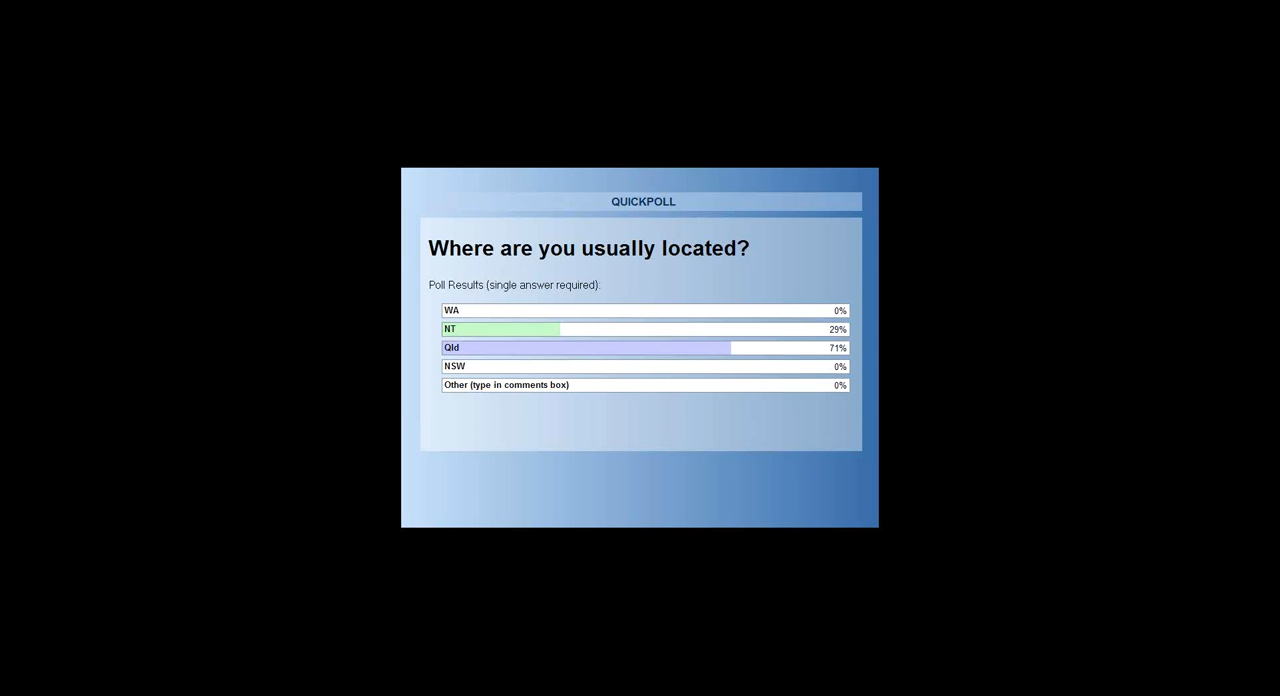 QUICKPOLL
Where are you usually located?
Poll Results (single answer required):
WA 0%
NT 29%
Qld 71%
NSW 0%
Other (type in comments box) 0%